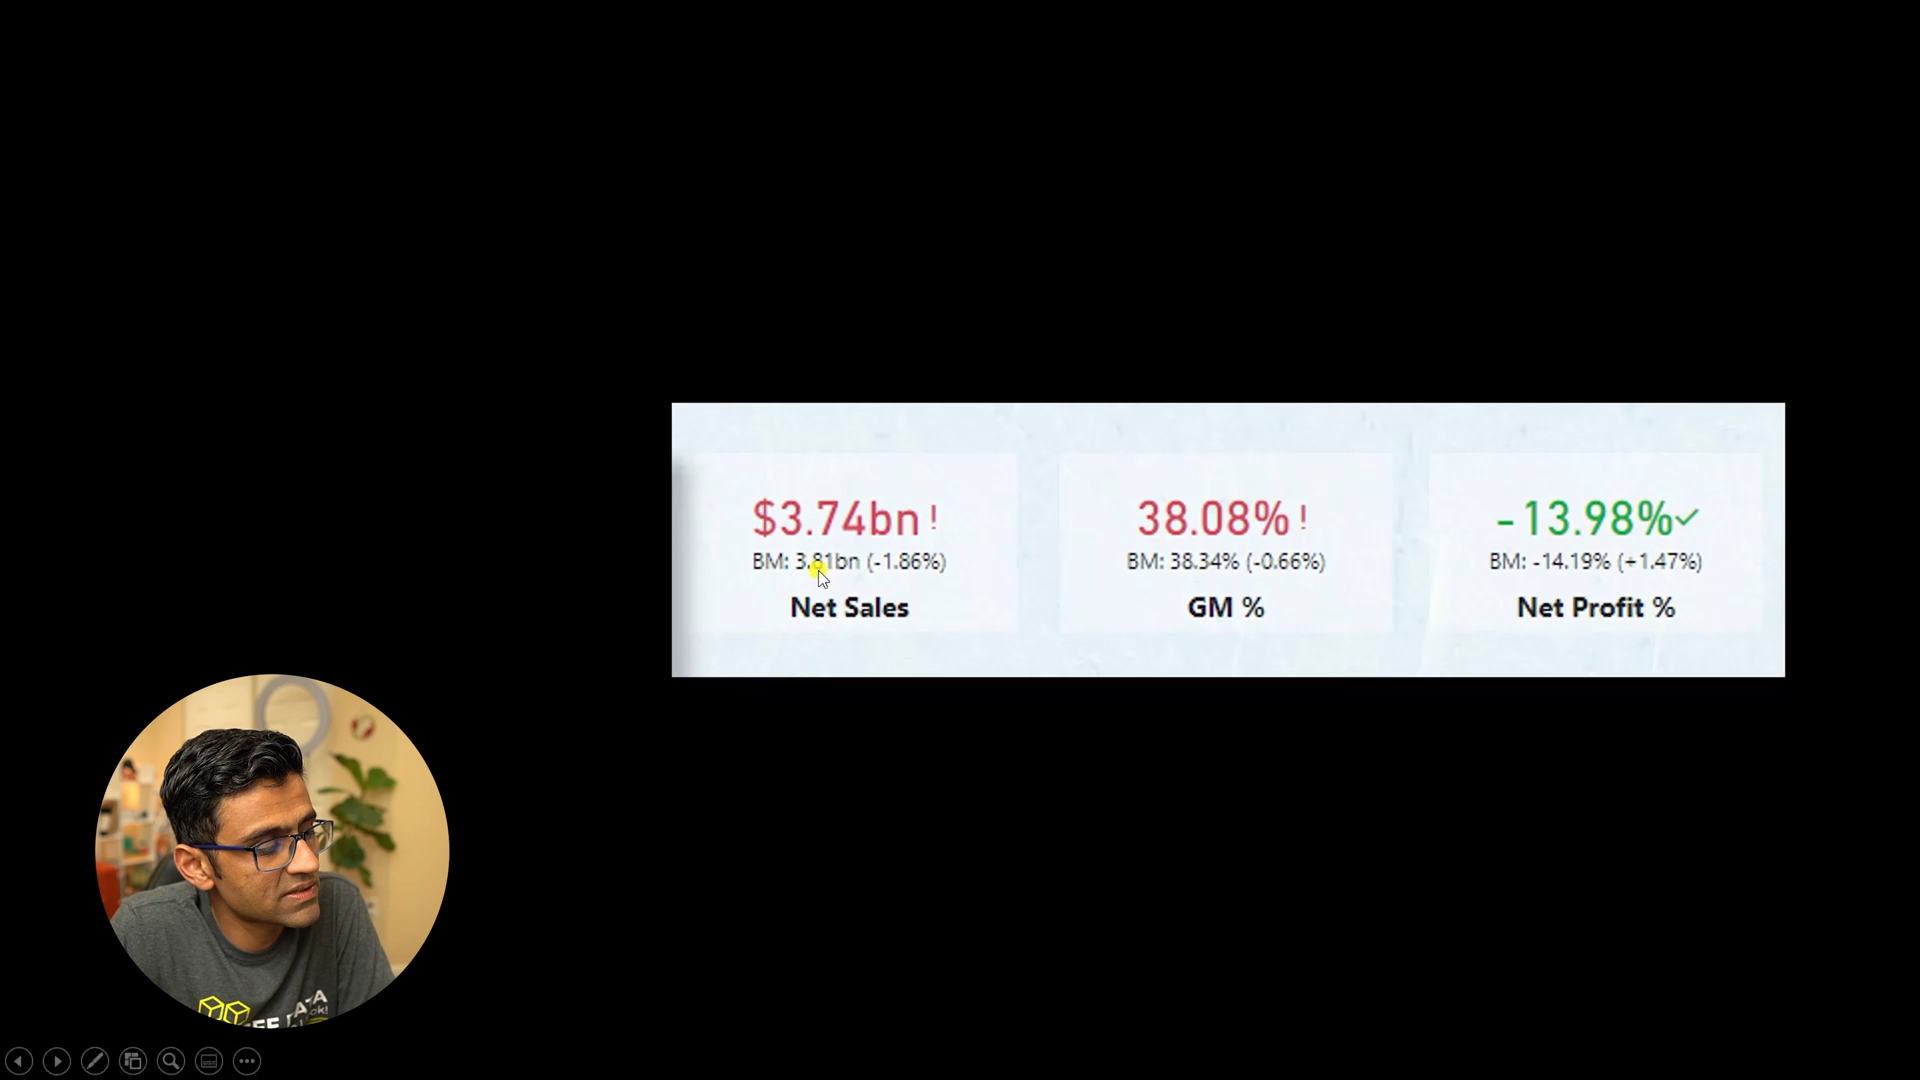 $3.74bn !
BM: 3.81bn (-1.86%)
Net Sales
38.08% !
BM: 38.34% (-0.66%)
GM %
-13.98%✓
BM: -14.19% (+1.47%)
Net Profit %